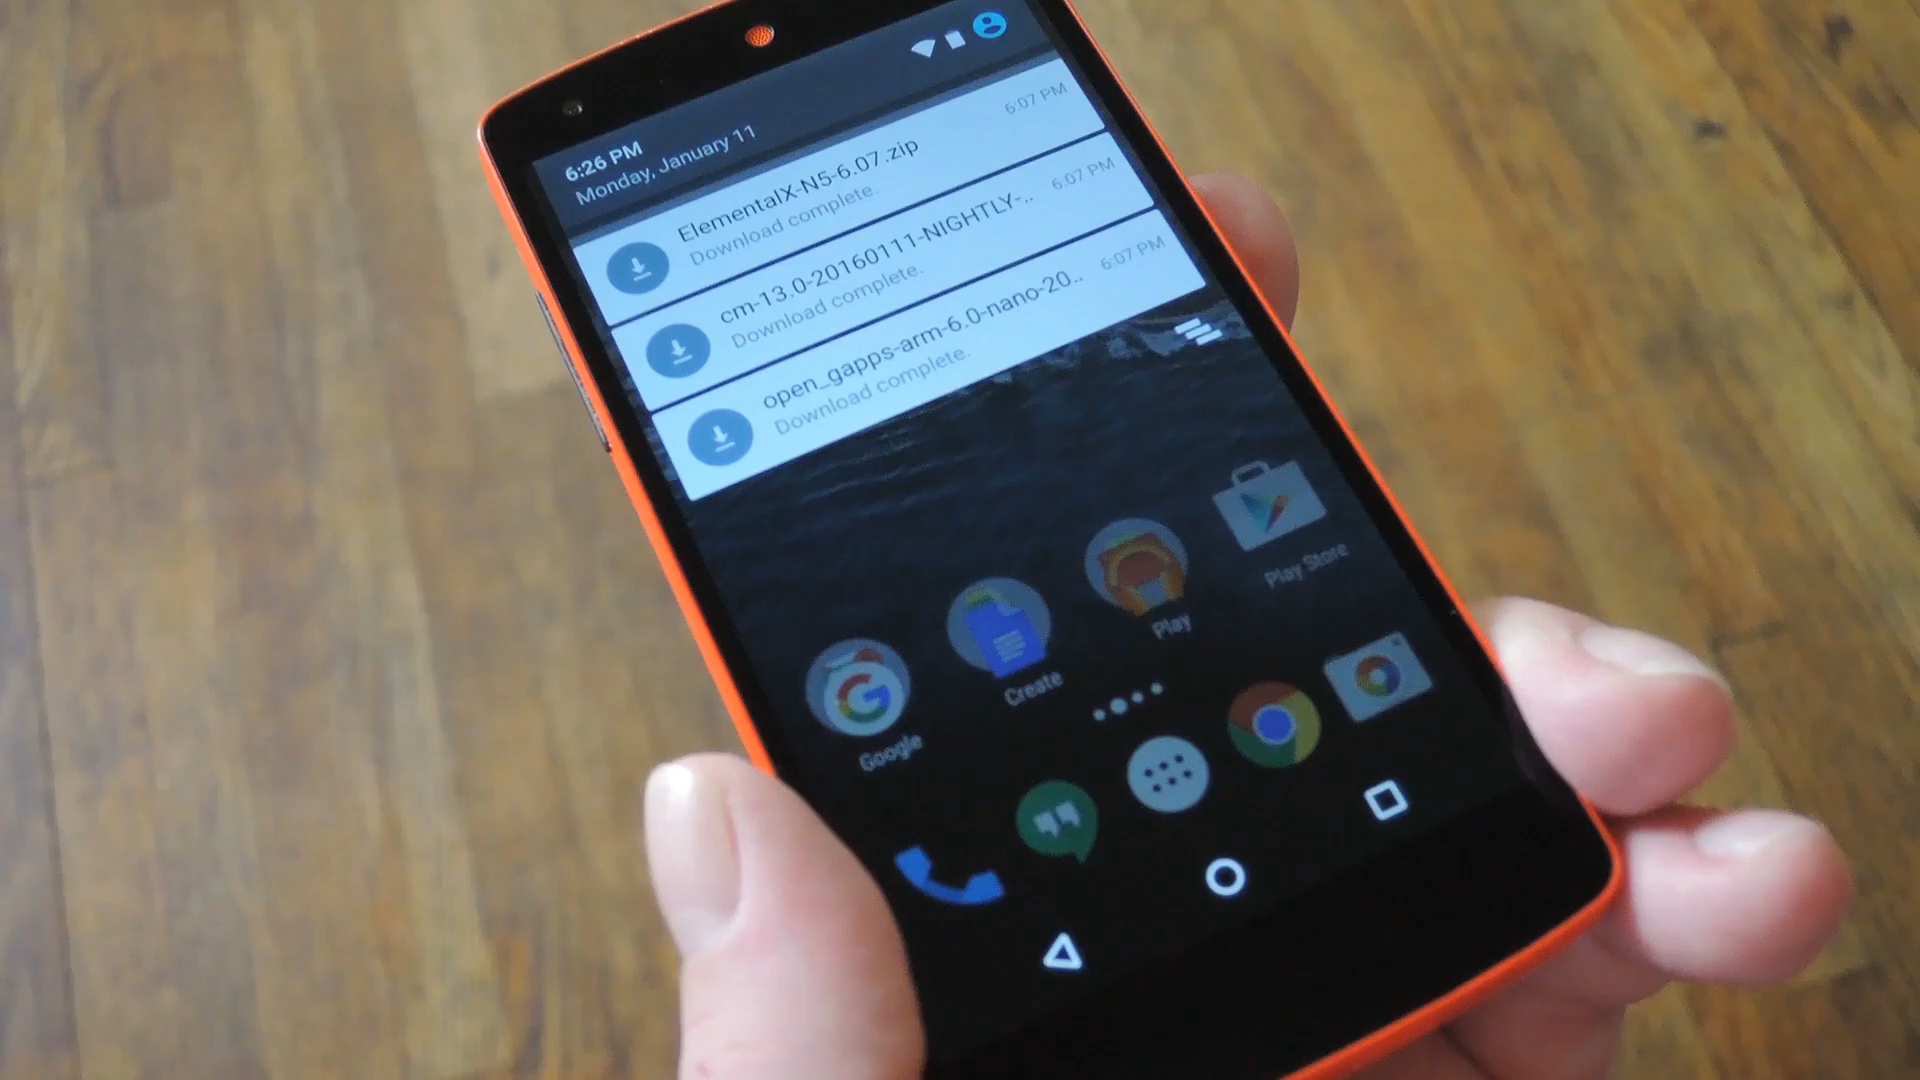 6:26 PM
Monday, January 11
ElementalX-N5-6.07.zip
6:07 PM
Download complete.
cm-13.0-20160111-NIGHTLY-..
6:07 PM
Download complete.
open_gapps-arm-6.0-nano-20..
6:07 PM
Download complete.
Google
Create
Play
Play Store